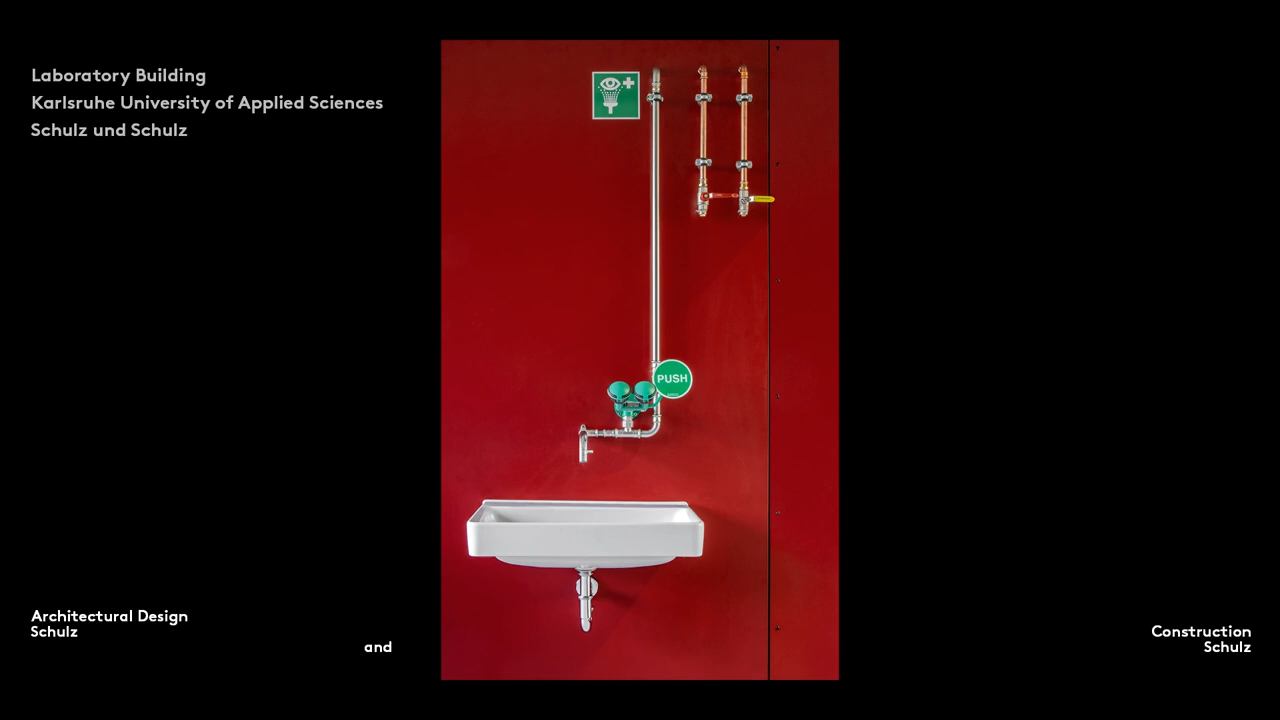 Laboratory Building
Karlsruhe University of Applied Sciences
Schulz und Schulz
PUSH
Architectural Design
Schulz
and
Construction
Schulz